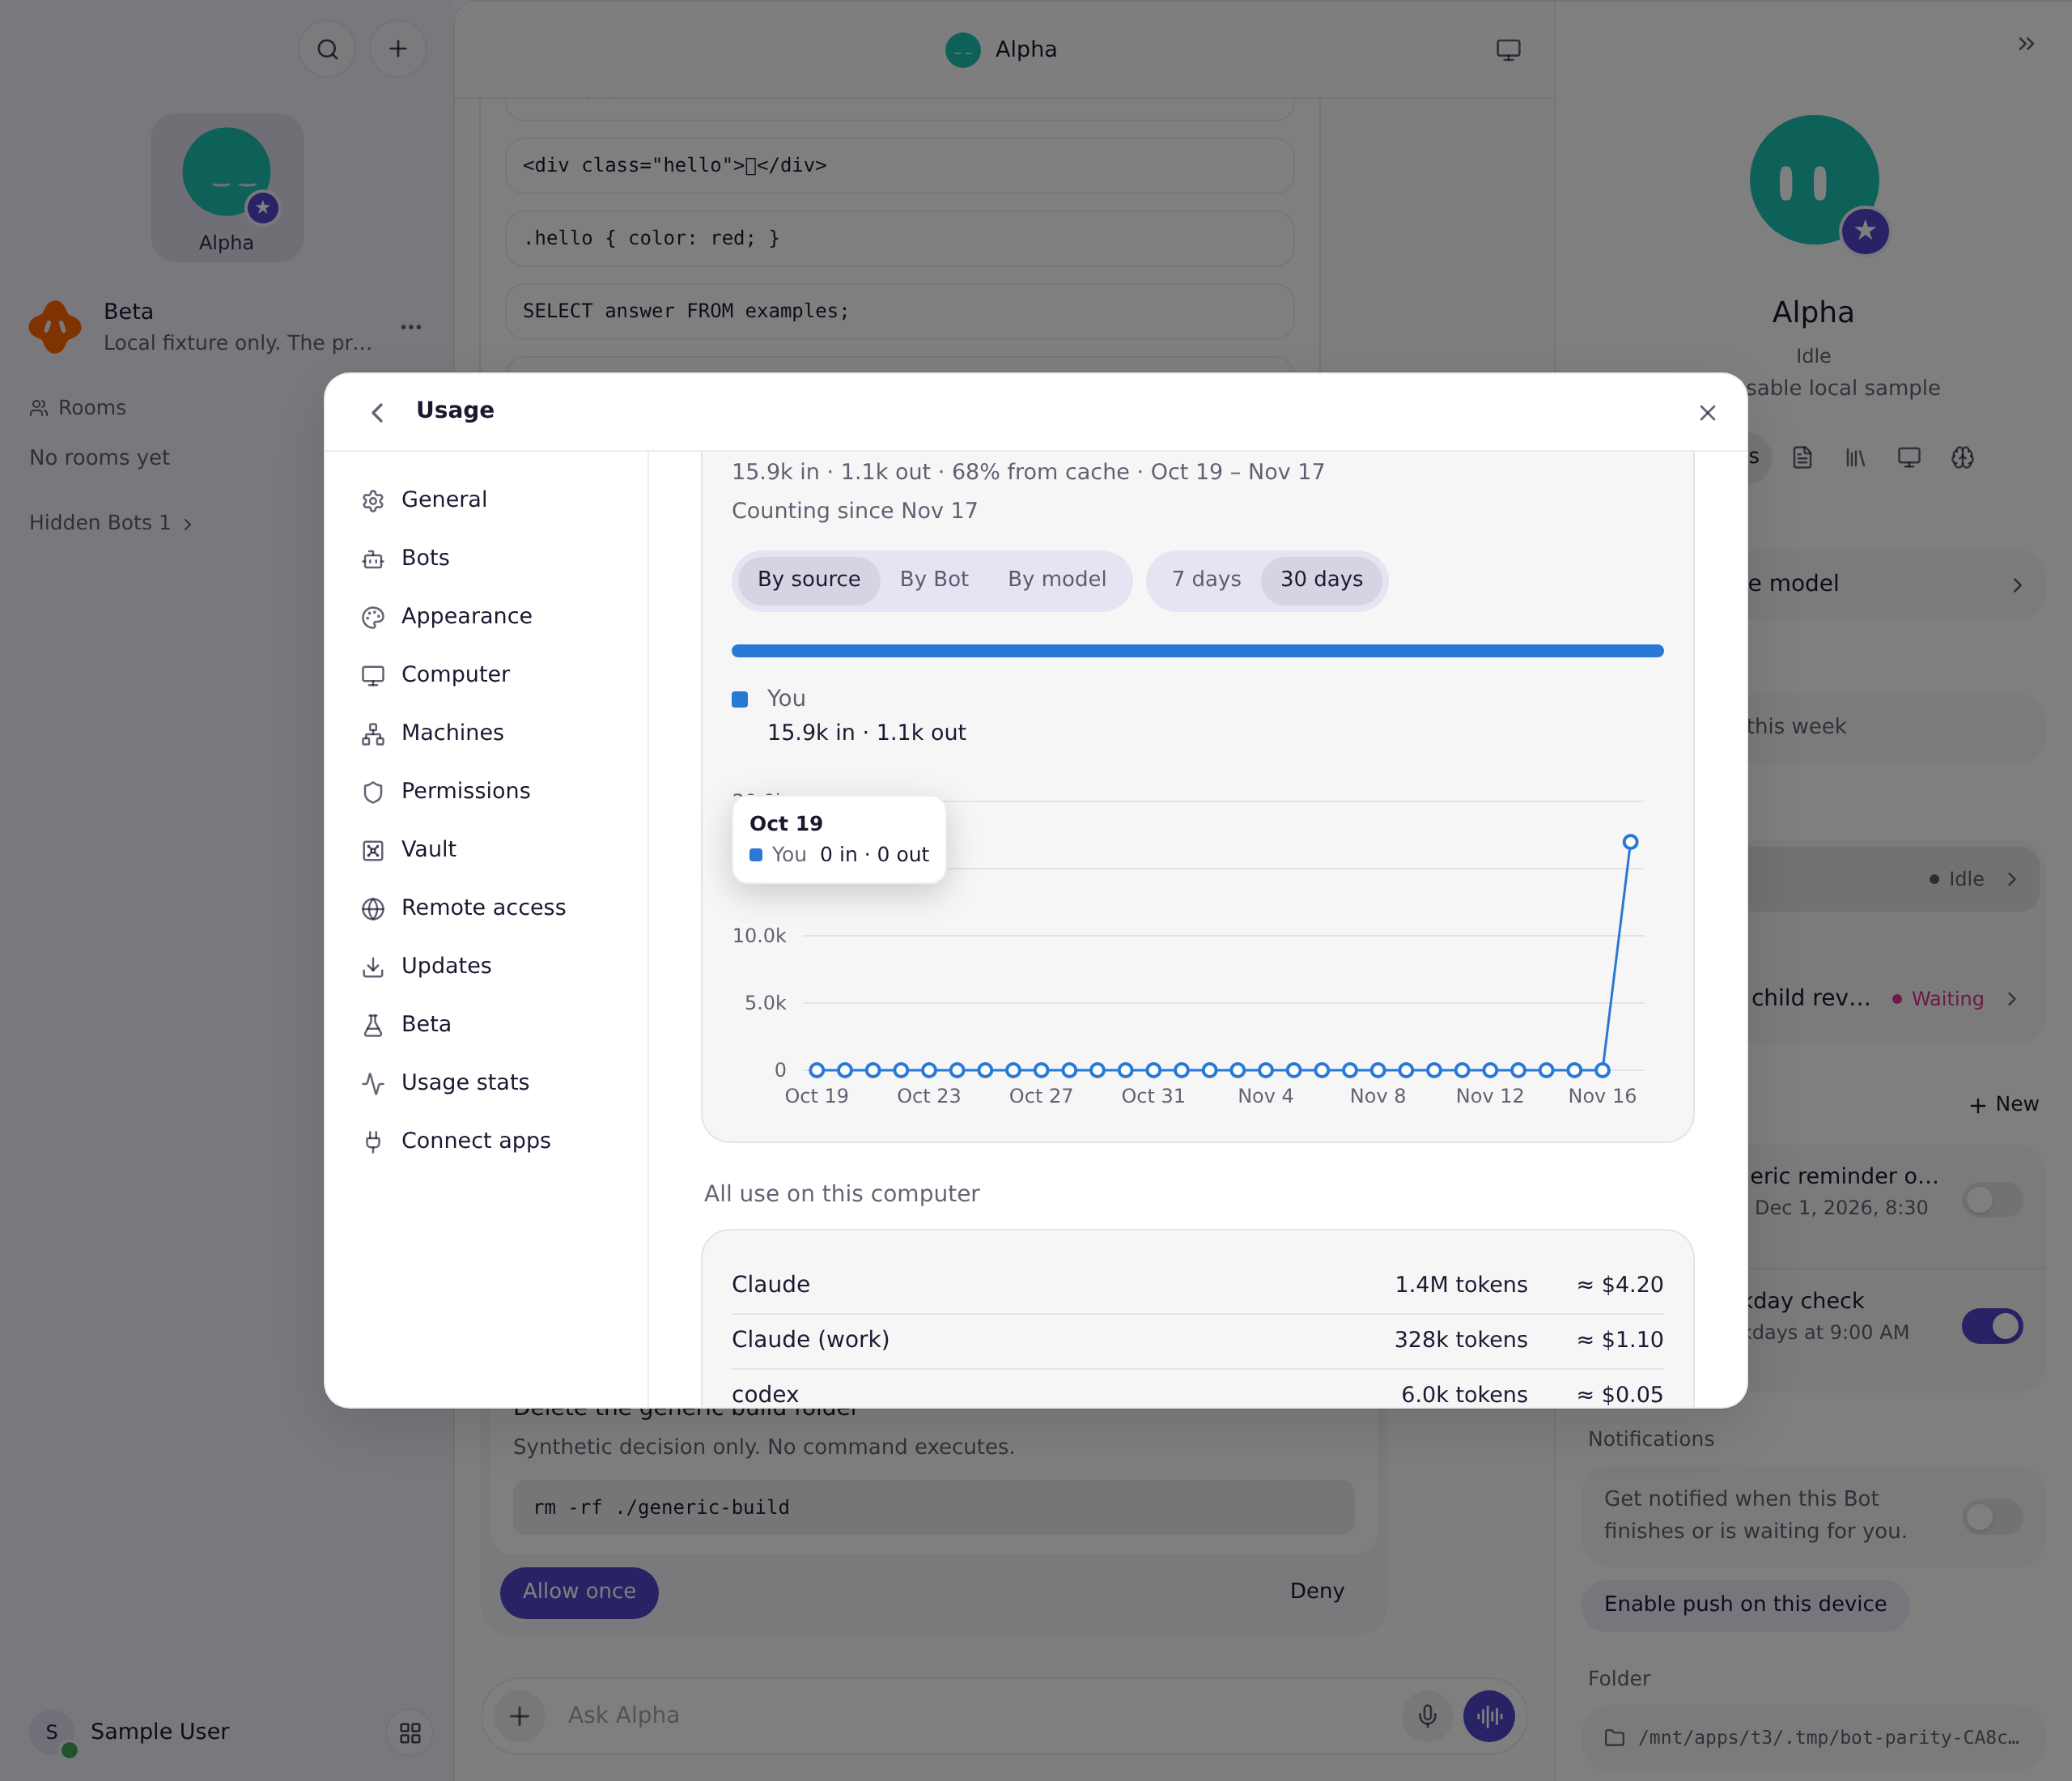 Alpha
Alpha
Beta
Local fixture only. The pr...
Rooms
No rooms yet
Hidden Bots 1
<div class="hello">▯</div>
.hello { color: red; }
SELECT answer FROM examples;
Usage
General
Bots
Appearance
Computer
Machines
Permissions
Vault
Remote access
Updates
Beta
Usage stats
Connect apps
15.9k in · 1.1k out · 68% from cache · Oct 19 – Nov 17
Counting since Nov 17
By source By Bot By model 7 days 30 days
You
15.9k in · 1.1k out
Oct 19
You 0 in · 0 out
10.0k
5.0k
0
Oct 19 Oct 23 Oct 27 Oct 31 Nov 4 Nov 8 Nov 12 Nov 16
All use on this computer
Claude 1.4M tokens ≈ $4.20
Claude (work) 328k tokens ≈ $1.10
codex 6.0k tokens ≈ $0.05
Delete the generic build folder
Synthetic decision only. No command executes.
rm -rf ./generic-build
Allow once Deny
Ask Alpha
S Sample User
Alpha
Idle
sable local sample
s
e model
this week
Idle
child rev... Waiting
New
eric reminder o...
Dec 1, 2026, 8:30
kday check
kdays at 9:00 AM
Notifications
Get notified when this Bot
finishes or is waiting for you.
Enable push on this device
Folder
/mnt/apps/t3/.tmp/bot-parity-CA8c…